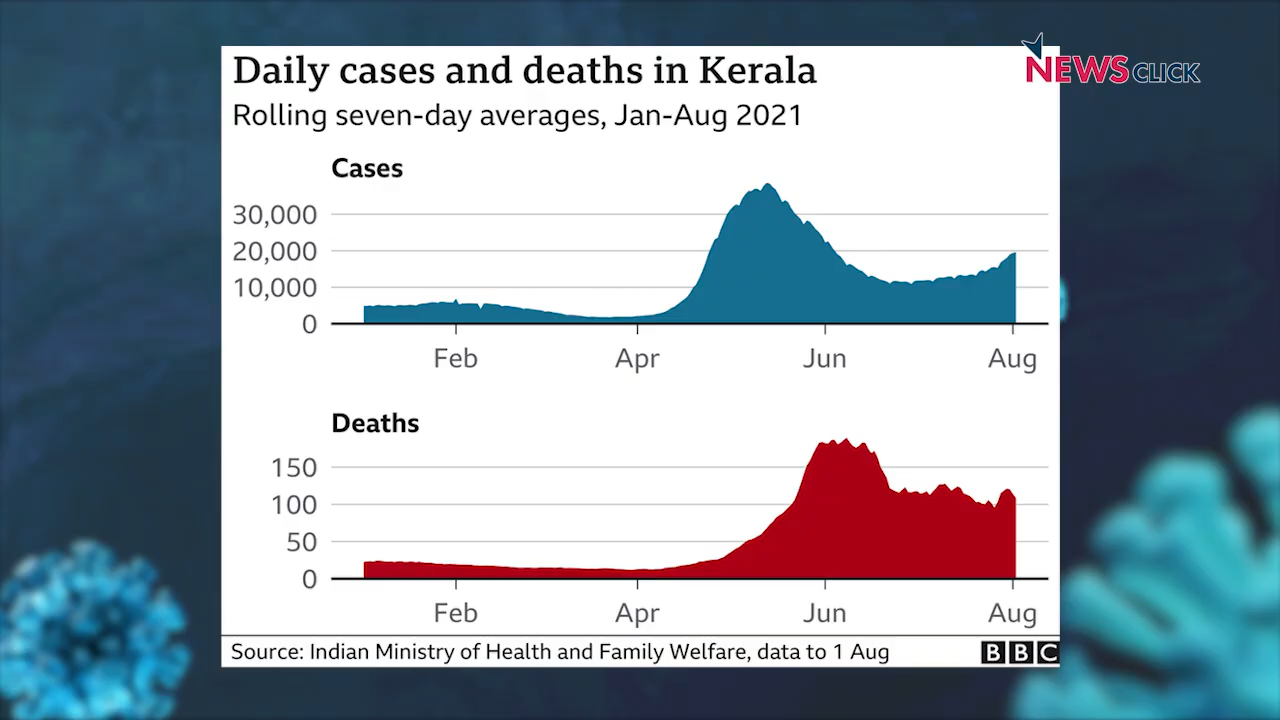 Daily cases and deaths in Kerala
NEWSCLICK
Rolling seven-day averages, Jan-Aug 2021
Cases
30,000
20,000
10,000
0
Feb Apr Jun Aug
Deaths
150
100
50
0
Feb Apr Jun Aug
Source: Indian Ministry of Health and Family Welfare, data to 1 Aug
BBC